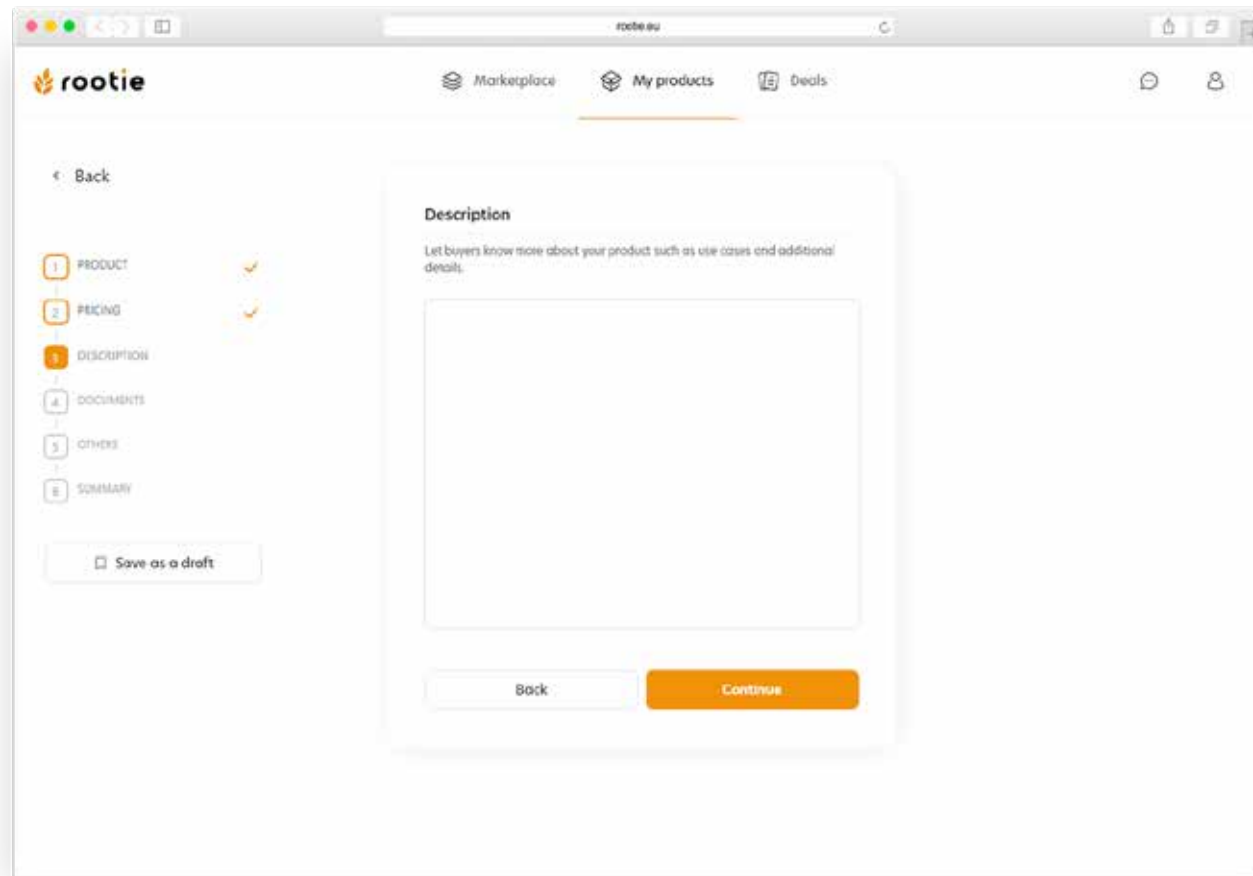 rootie.eu
rootie
Marketplace
My products
Deals
Back
1 PRODUCT
2 PRICING
3 DESCRIPTION
4 DOCUMENTS
5 OTHERS
6 SUMMARY
Save as a draft
Description
Let buyers know more about your product such as use cases and additional
details.
Back
Continue